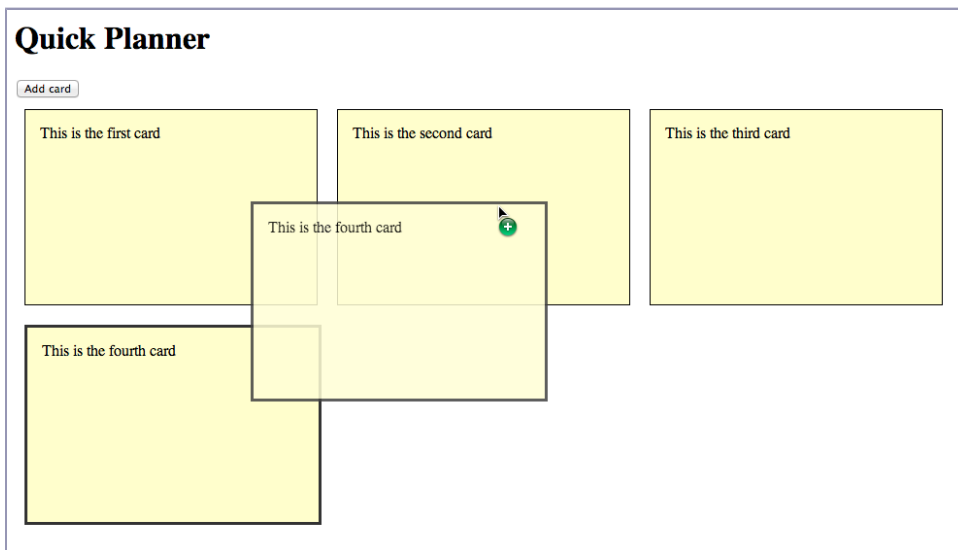 Quick Planner
Add card
This is the first card
This is the second card
This is the third card
This is the fourth card
This is the fourth card